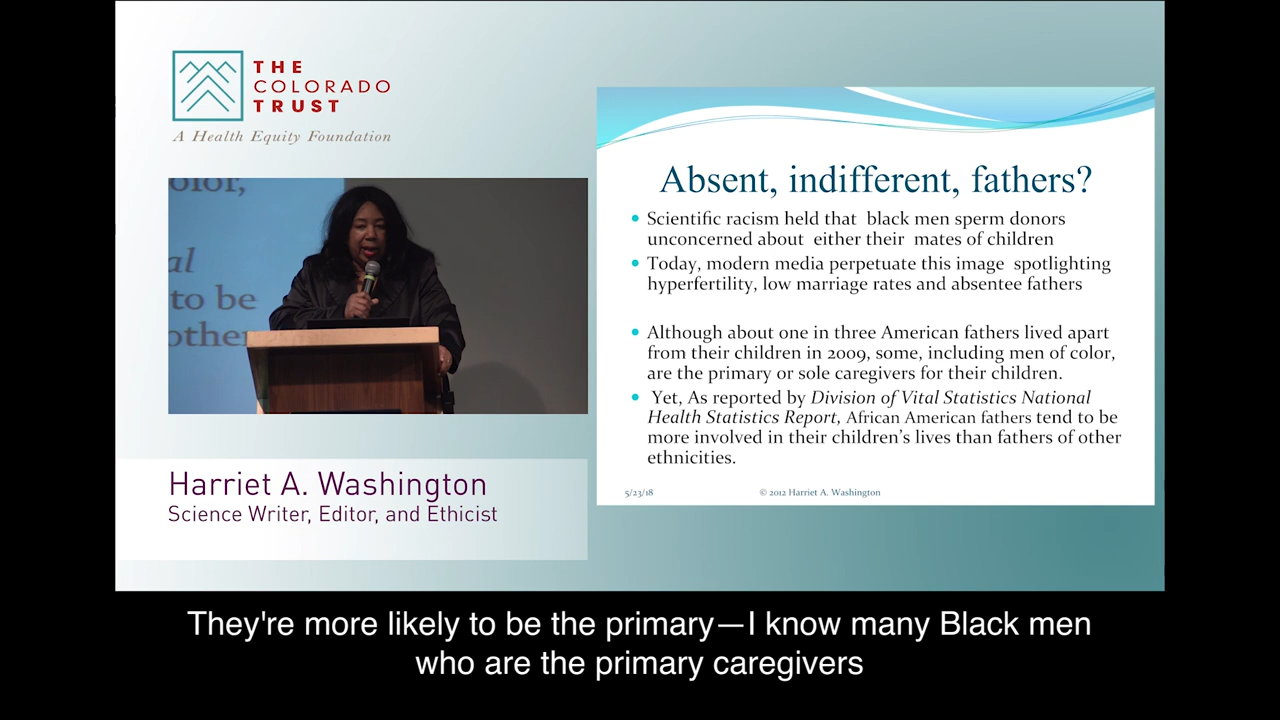 THE
COLORADO
TRUST
A Health Equity Foundation
olor,
al
to be
other
Harriet A. Washington
Science Writer, Editor, and Ethicist
Absent, indifferent, fathers?
• Scientific racism held that black men sperm donors
unconcerned about either their mates of children
• Today, modern media perpetuate this image spotlighting
hyperfertility, low marriage rates and absentee fathers
• Although about one in three American fathers lived apart
from their children in 2009, some, including men of color,
are the primary or sole caregivers for their children.
• Yet, As reported by Division of Vital Statistics National
Health Statistics Report, African American fathers tend to be
more involved in their children's lives than fathers of other
ethnicities.
5/23/18
© 2012 Harriet A. Washington
They're more likely to be the primary—I know many Black men
who are the primary caregivers